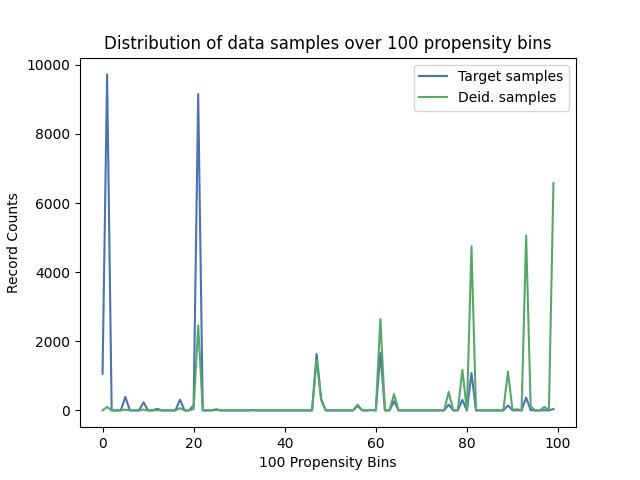 Distribution of data samples over 100 propensity bins
Target samples
Deid. samples
10000
8000
6000
4000
2000
0
Record Counts
0 20 40 60 80 100
100 Propensity Bins